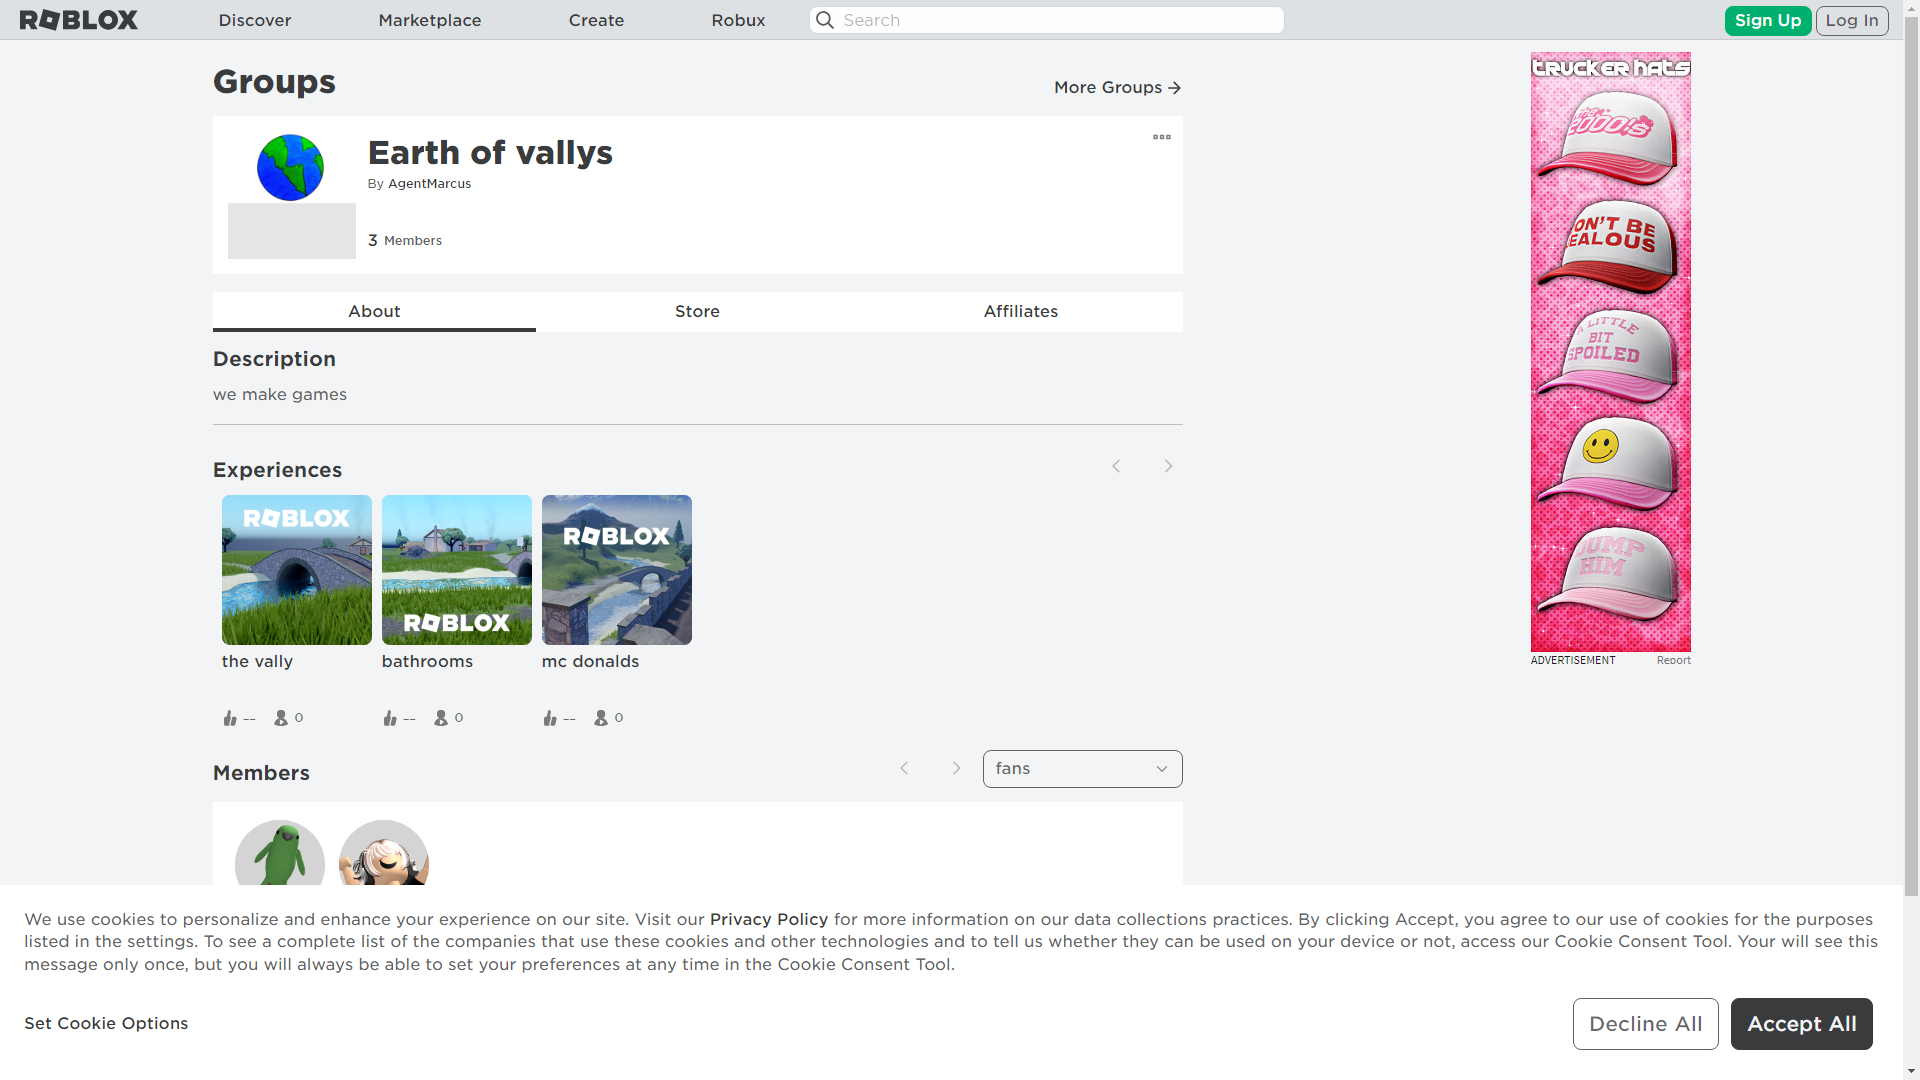 ROBLOX
Discover
Marketplace
Create
Robux
Search
Sign Up
Log In
Groups
More Groups
Earth of vallys
By AgentMarcus
3 Members
About
Store
Affiliates
Description
we make games
Experiences
ROBLOX
ROBLOX
ROBLOX
the vally
bathrooms
mc donalds
-- 0
-- 0
-- 0
Members
fans
trucker hats
the 2000's
DON'T BE
JEALOUS
A LITTLE
BIT
SPOILED
JUMP
HIM
ADVERTISEMENT
Report
We use cookies to personalize and enhance your experience on our site. Visit our Privacy Policy for more information on our data collections practices. By clicking Accept, you agree to our use of cookies for the purposes
listed in the settings. To see a complete list of the companies that use these cookies and other technologies and to tell us whether they can be used on your device or not, access our Cookie Consent Tool. Your will see this
message only once, but you will always be able to set your preferences at any time in the Cookie Consent Tool.
Set Cookie Options
Decline All
Accept All